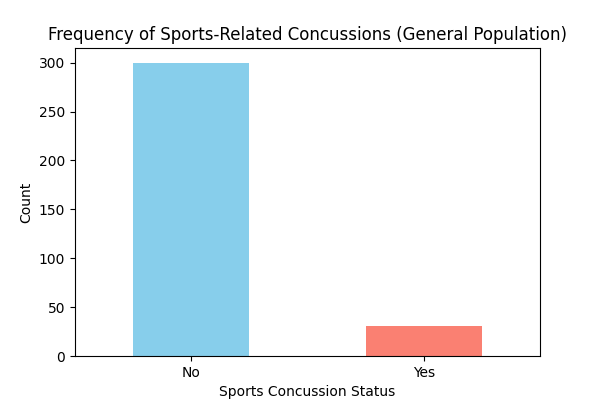 Frequency of Sports-Related Concussions (General Population)
300
250
200
150
100
50
0
Count
No Yes
Sports Concussion Status